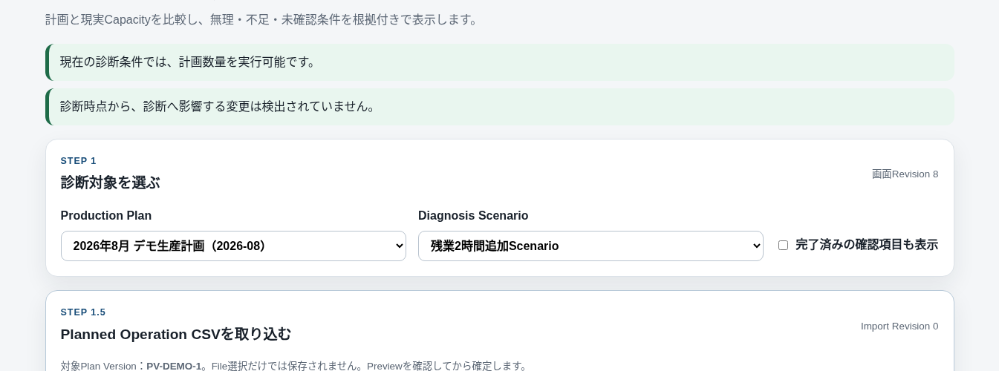 計画と現実Capacityを比較し、無理・不足・未確認条件を根拠付きで表示します。
現在の診断条件では、計画数量を実行可能です。
診断時点から、診断へ影響する変更は検出されていません。
STEP 1
診断対象を選ぶ
画面Revision 8
Production Plan
Diagnosis Scenario
2026年8月 デモ生産計画（2026-08）
残業2時間追加Scenario
完了済みの確認項目も表示
STEP 1.5
Planned Operation CSVを取り込む
Import Revision 0
対象Plan Version：PV-DEMO-1。File選択だけでは保存されません。Previewを確認してから確定します。